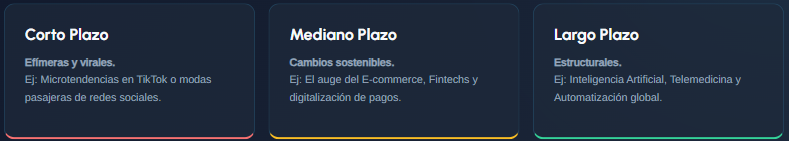 Corto Plazo
Efímeras y virales.
Ej: Microtendencias en TikTok o modas
pasajeras de redes sociales.
Mediano Plazo
Cambios sostenibles.
Ej: El auge del E-commerce, Fintechs y
digitalización de pagos.
Largo Plazo
Estructurales.
Ej: Inteligencia Artificial, Telemedicina y
Automatización global.